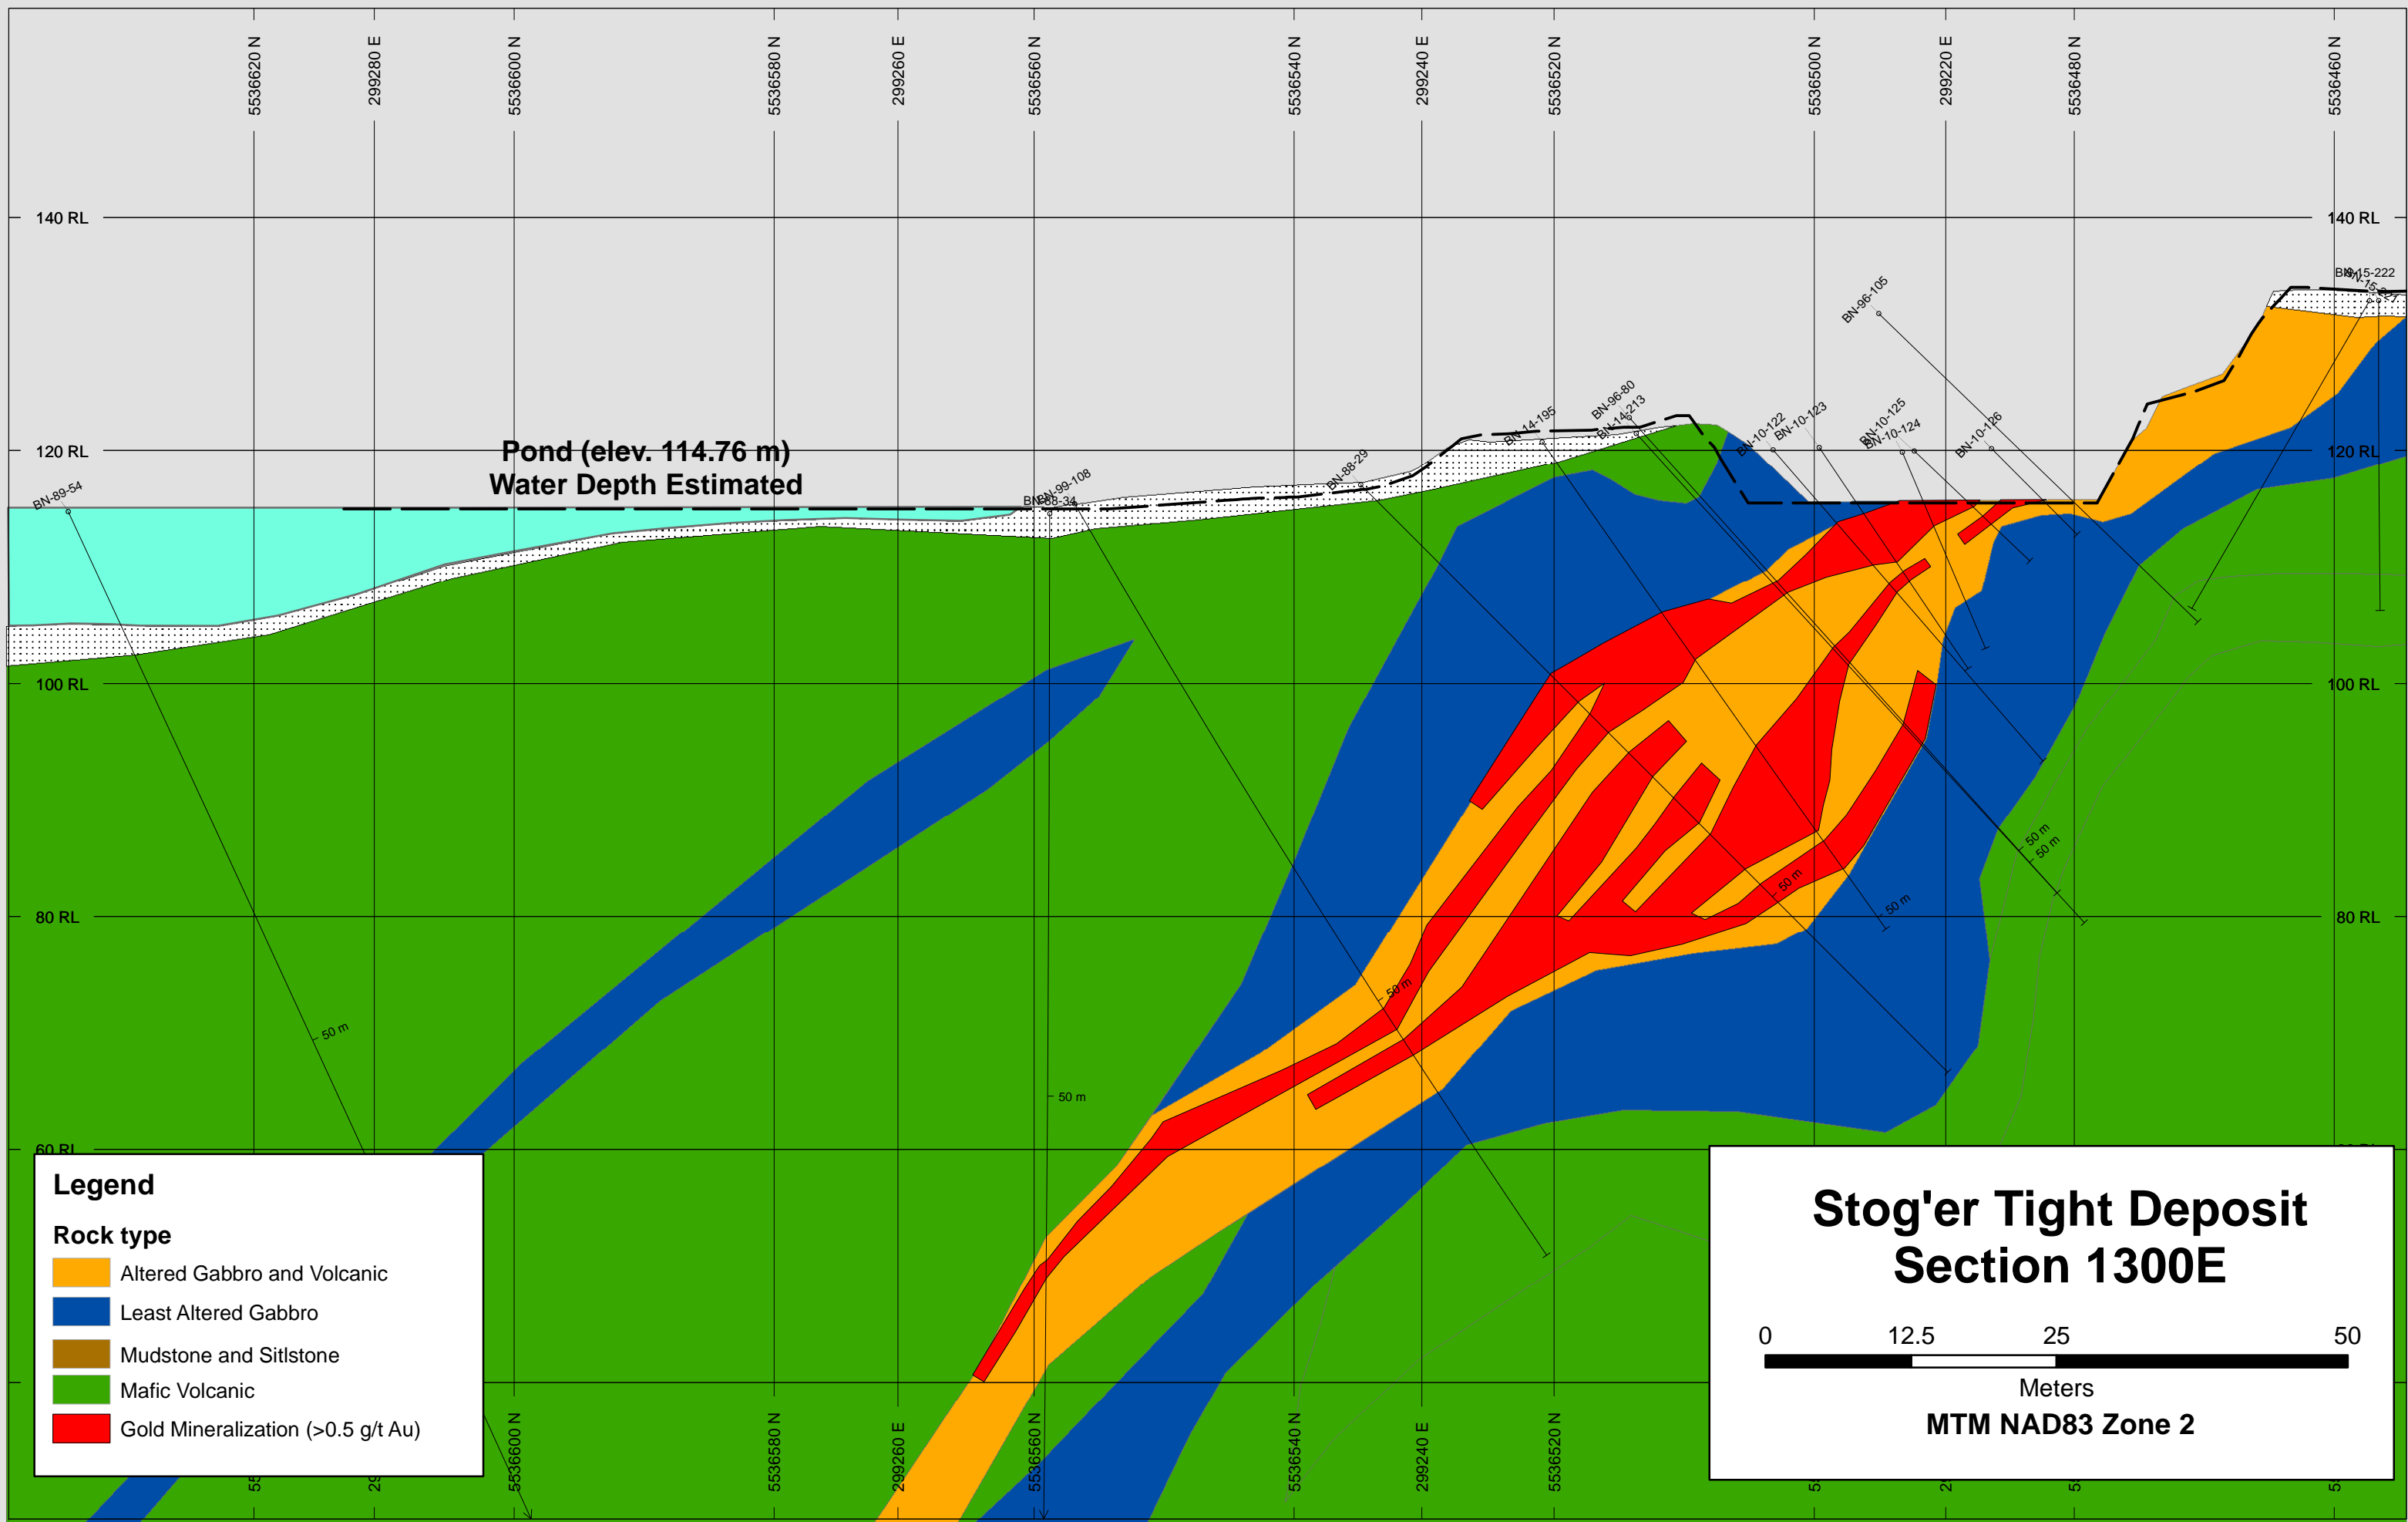 5536620 N
299280 E
5536600 N
5536580 N
299260 E
5536560 N
5536540 N
299240 E
5536520 N
5536500 N
299220 E
5536480 N
5536460 N
140 RL
140 RL
BN-15-222
BN-96-105
BN-96-80
BN-14-213
BN-14-195
BN-10-122
BN-10-123
BN-10-125
BN-10-124
BN-10-126
120 RL
120 RL
Pond (elev. 114.76 m)
Water Depth Estimated
BN-89-54
BN-99-108
BN-88-34
BN-88-29
100 RL
100 RL
50 m
50 m
50 m
50 m
80 RL
80 RL
50 m
50 m
50 m
60 RL
Legend
Rock type
Altered Gabbro and Volcanic
Least Altered Gabbro
Mudstone and Sitlstone
Mafic Volcanic
Gold Mineralization (>0.5 g/t Au)
Stog'er Tight Deposit
Section 1300E
0 12.5 25 50
Meters
MTM NAD83 Zone 2
5536600 N
5536580 N
299260 E
5536560 N
5536540 N
299240 E
5536520 N